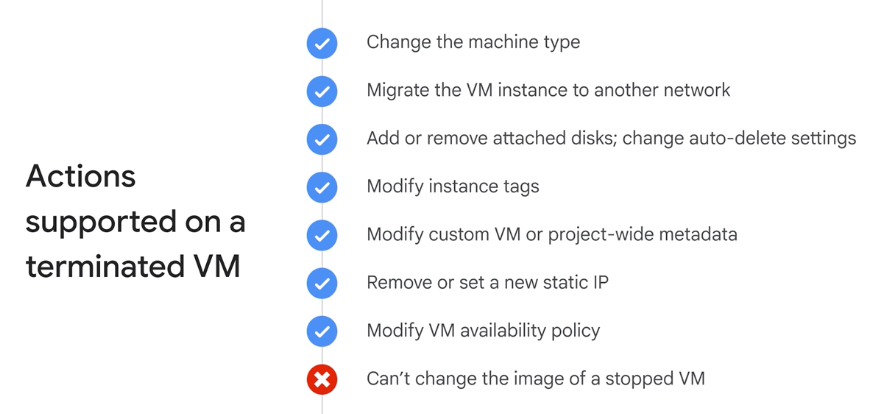 Actions
supported on a
terminated VM
Change the machine type
Migrate the VM instance to another network
Add or remove attached disks; change auto-delete settings
Modify instance tags
Modify custom VM or project-wide metadata
Remove or set a new static IP
Modify VM availability policy
Can’t change the image of a stopped VM